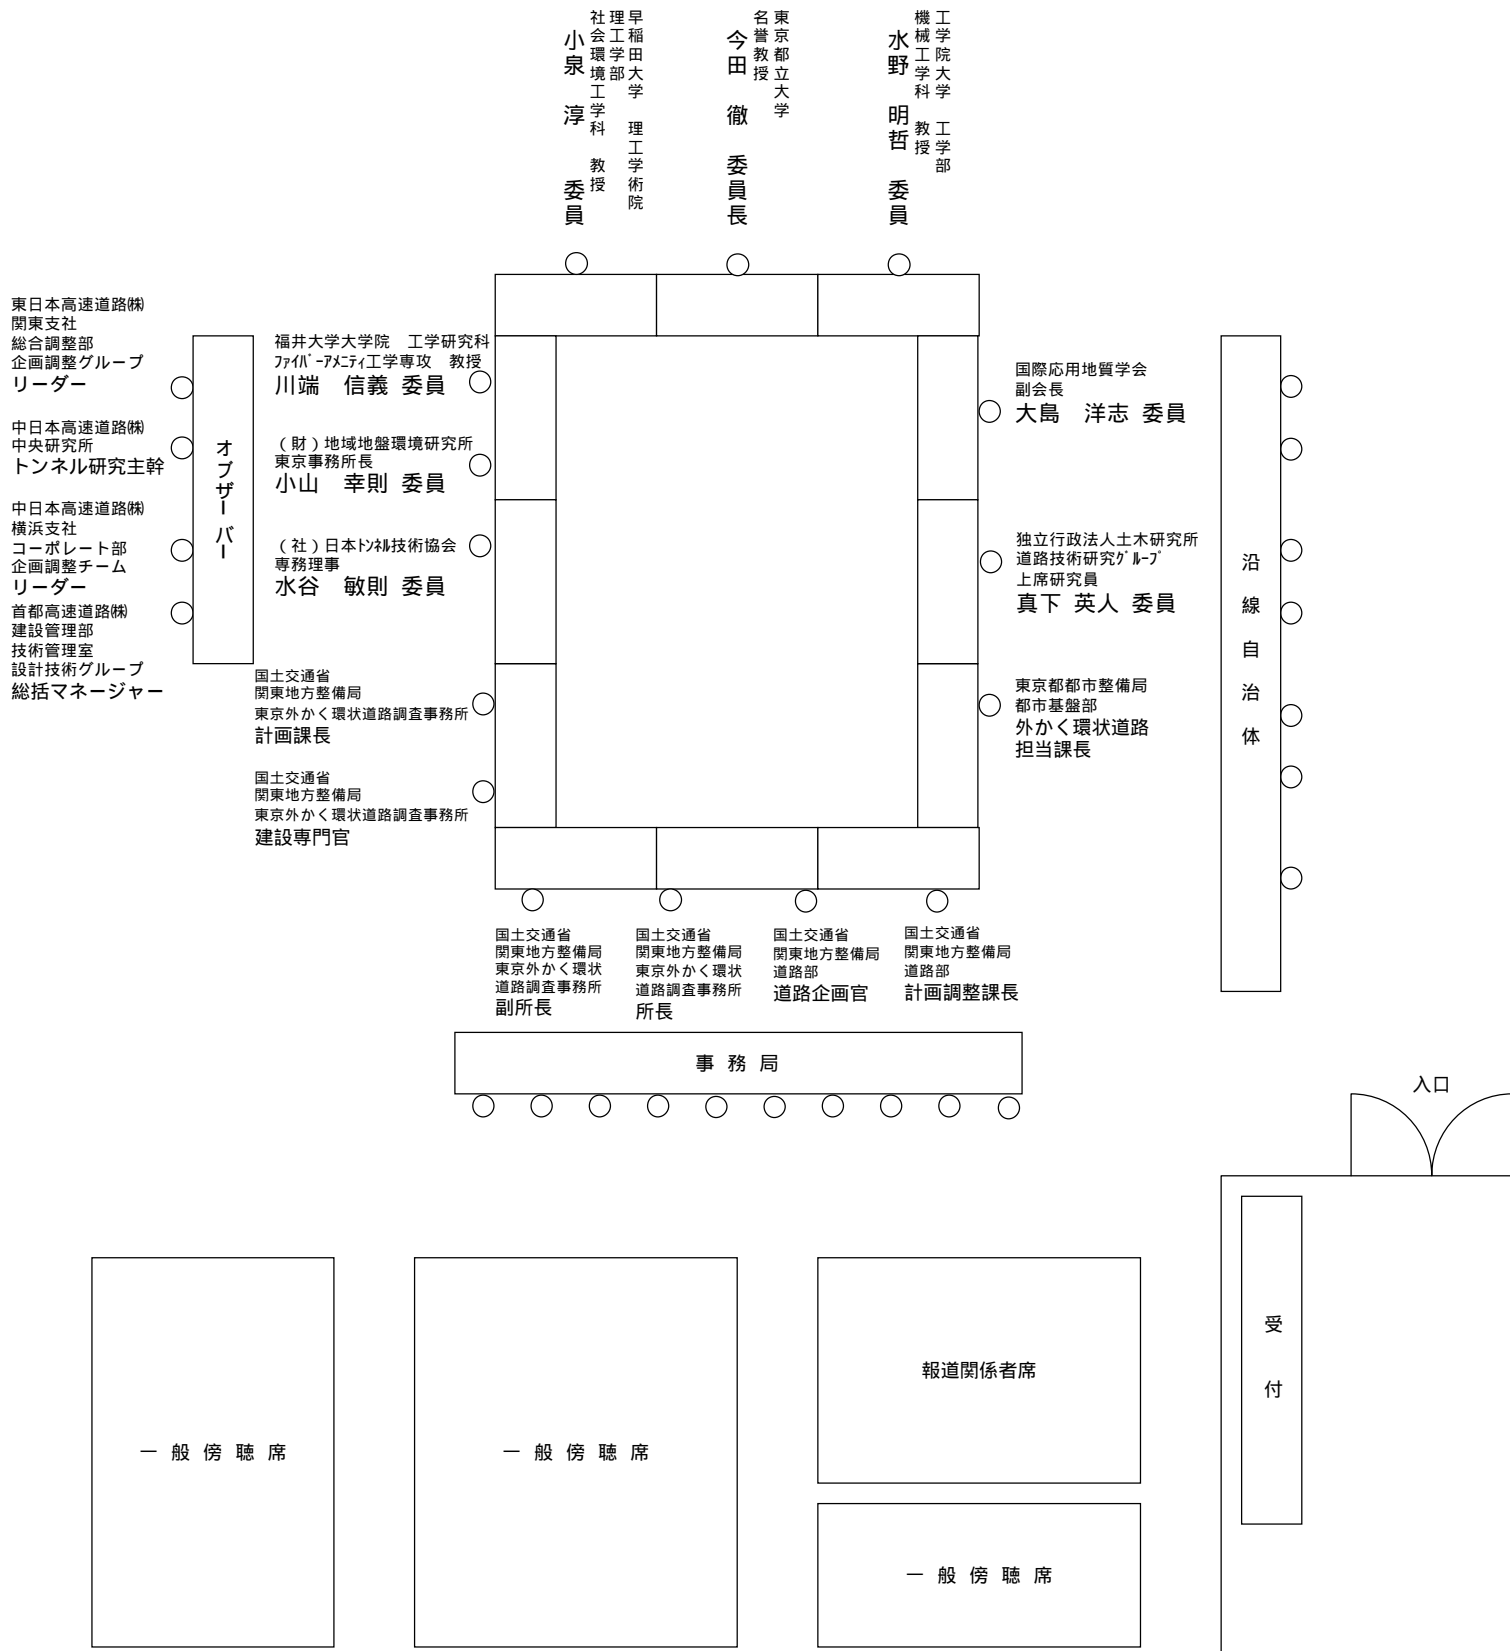 早稲田大学　理工学術院
理工学部
社会環境工学科　教授
小泉　淳　委員
東京都立大学
名誉教授
今田　徹　委員長
工学院大学　工学部
機械工学科　教授
水野　明哲　委員
東日本高速道路㈱
関東支社
総合調整部
企画調整グループ
リーダー
中日本高速道路㈱
中央研究所
トンネル研究主幹
中日本高速道路㈱
横浜支社
コーポレート部
企画調整チーム
リーダー
首都高速道路㈱
建設管理部
技術管理室
設計技術グループ
総括マネージャー
オブザーバー
福井大学大学院　工学研究科
ﾌｧｲﾊﾞｰｱﾒﾆﾃｨ工学専攻　教授
川端　信義 委員
（財）地域地盤環境研究所
東京事務所長
小山　幸則 委員
（社）日本ﾄﾝﾈﾙ技術協会
専務理事
水谷　敏則 委員
国土交通省
関東地方整備局
東京外かく環状道路調査事務所
計画課長
国土交通省
関東地方整備局
東京外かく環状道路調査事務所
建設専門官
国際応用地質学会
副会長
大島　洋志 委員
独立行政法人土木研究所
道路技術研究ｸﾞﾙｰﾌﾟ
上席研究員
真下 英人 委員
東京都都市整備局
都市基盤部
外かく環状道路
担当課長
沿線自治体
国土交通省
関東地方整備局
東京外かく環状
道路調査事務所
副所長
国土交通省
関東地方整備局
東京外かく環状
道路調査事務所
所長
国土交通省
関東地方整備局
道路部
道路企画官
国土交通省
関東地方整備局
道路部
計画調整課長
事務局
入口
受付
一般傍聴席
一般傍聴席
報道関係者席
一般傍聴席